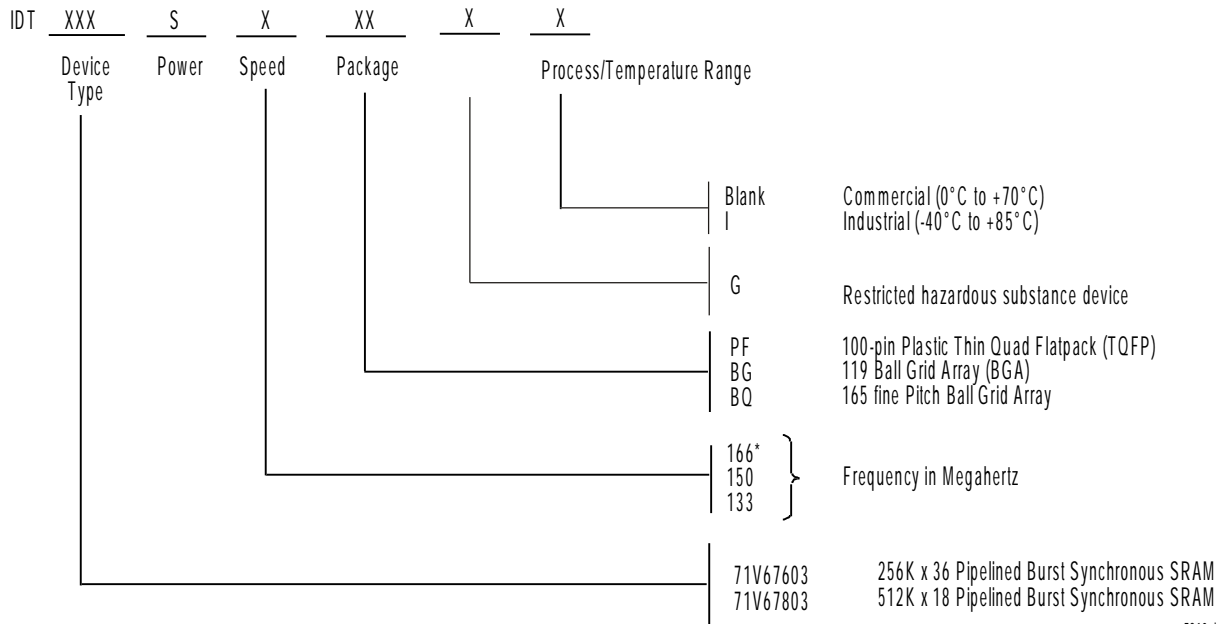 IDT XXX S X XX X X
Device Type Power Speed Package Process/Temperature Range
Blank Commercial (0°C to +70°C)
I Industrial (-40°C to +85°C)
G Restricted hazardous substance device
PF 100-pin Plastic Thin Quad Flatpack (TQFP)
BG 119 Ball Grid Array (BGA)
BQ 165 fine Pitch Ball Grid Array
166*
150 Frequency in Megahertz
133
71V67603 256K x 36 Pipelined Burst Synchronous SRAM
71V67803 512K x 18 Pipelined Burst Synchronous SRAM